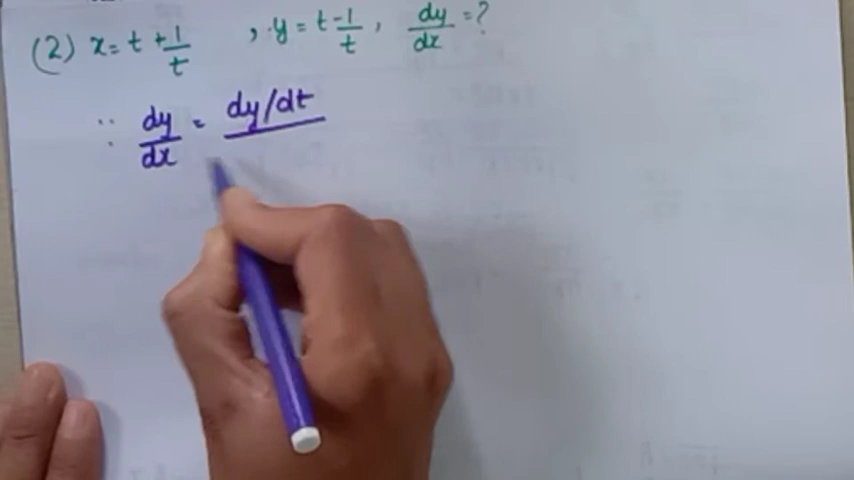 (2) x = t + 1/t , y = t - 1/t , dy/dx = ?
∵ dy/dx = dy/dt